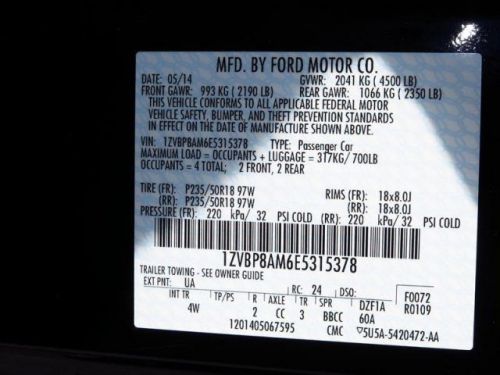 MFD. BY FORD MOTOR CO.
DATE: 05/14 GVWR: 2041 KG ( 4500 LB)
FRONT GAWR: 993 KG ( 2190 LB) REAR GAWR: 1066 KG ( 2350 LB)
THIS VEHICLE CONFORMS TO ALL APPLICABLE FEDERAL MOTOR
VEHICLE SAFETY, BUMPER, AND THEFT PREVENTION STANDARDS
IN EFFECT ON THE DATE OF MANUFACTURE SHOWN ABOVE.
VIN: 1ZVBP8AM6E5315378 TYPE: Passenger Car
MAXIMUM LOAD = OCCUPANTS + LUGGAGE = 317KG/ 700LB
OCCUPANTS = 4 TOTAL; 2 FRONT, 2 REAR
TIRE (FR): P235/50R18 97W RIMS (FR): 18x8.0J
(RR): P235/50R18 97W (RR): 18x8.0J
PRESSURE (FR): 220 kPa/ 32 PSI COLD (RR): 220 kPa/ 32 PSI COLD
1ZVBP8AM6E5315378
TRAILER TOWING - SEE OWNER GUIDE
EXT PNT: UA RC: 24 DSO: F0072
INT TR TP/PS R AXLE TR SPR DZF1A R0109
4W 2 CC 3 BBCC 60A
1201405067595 CMC 5U5A-5420472-AA